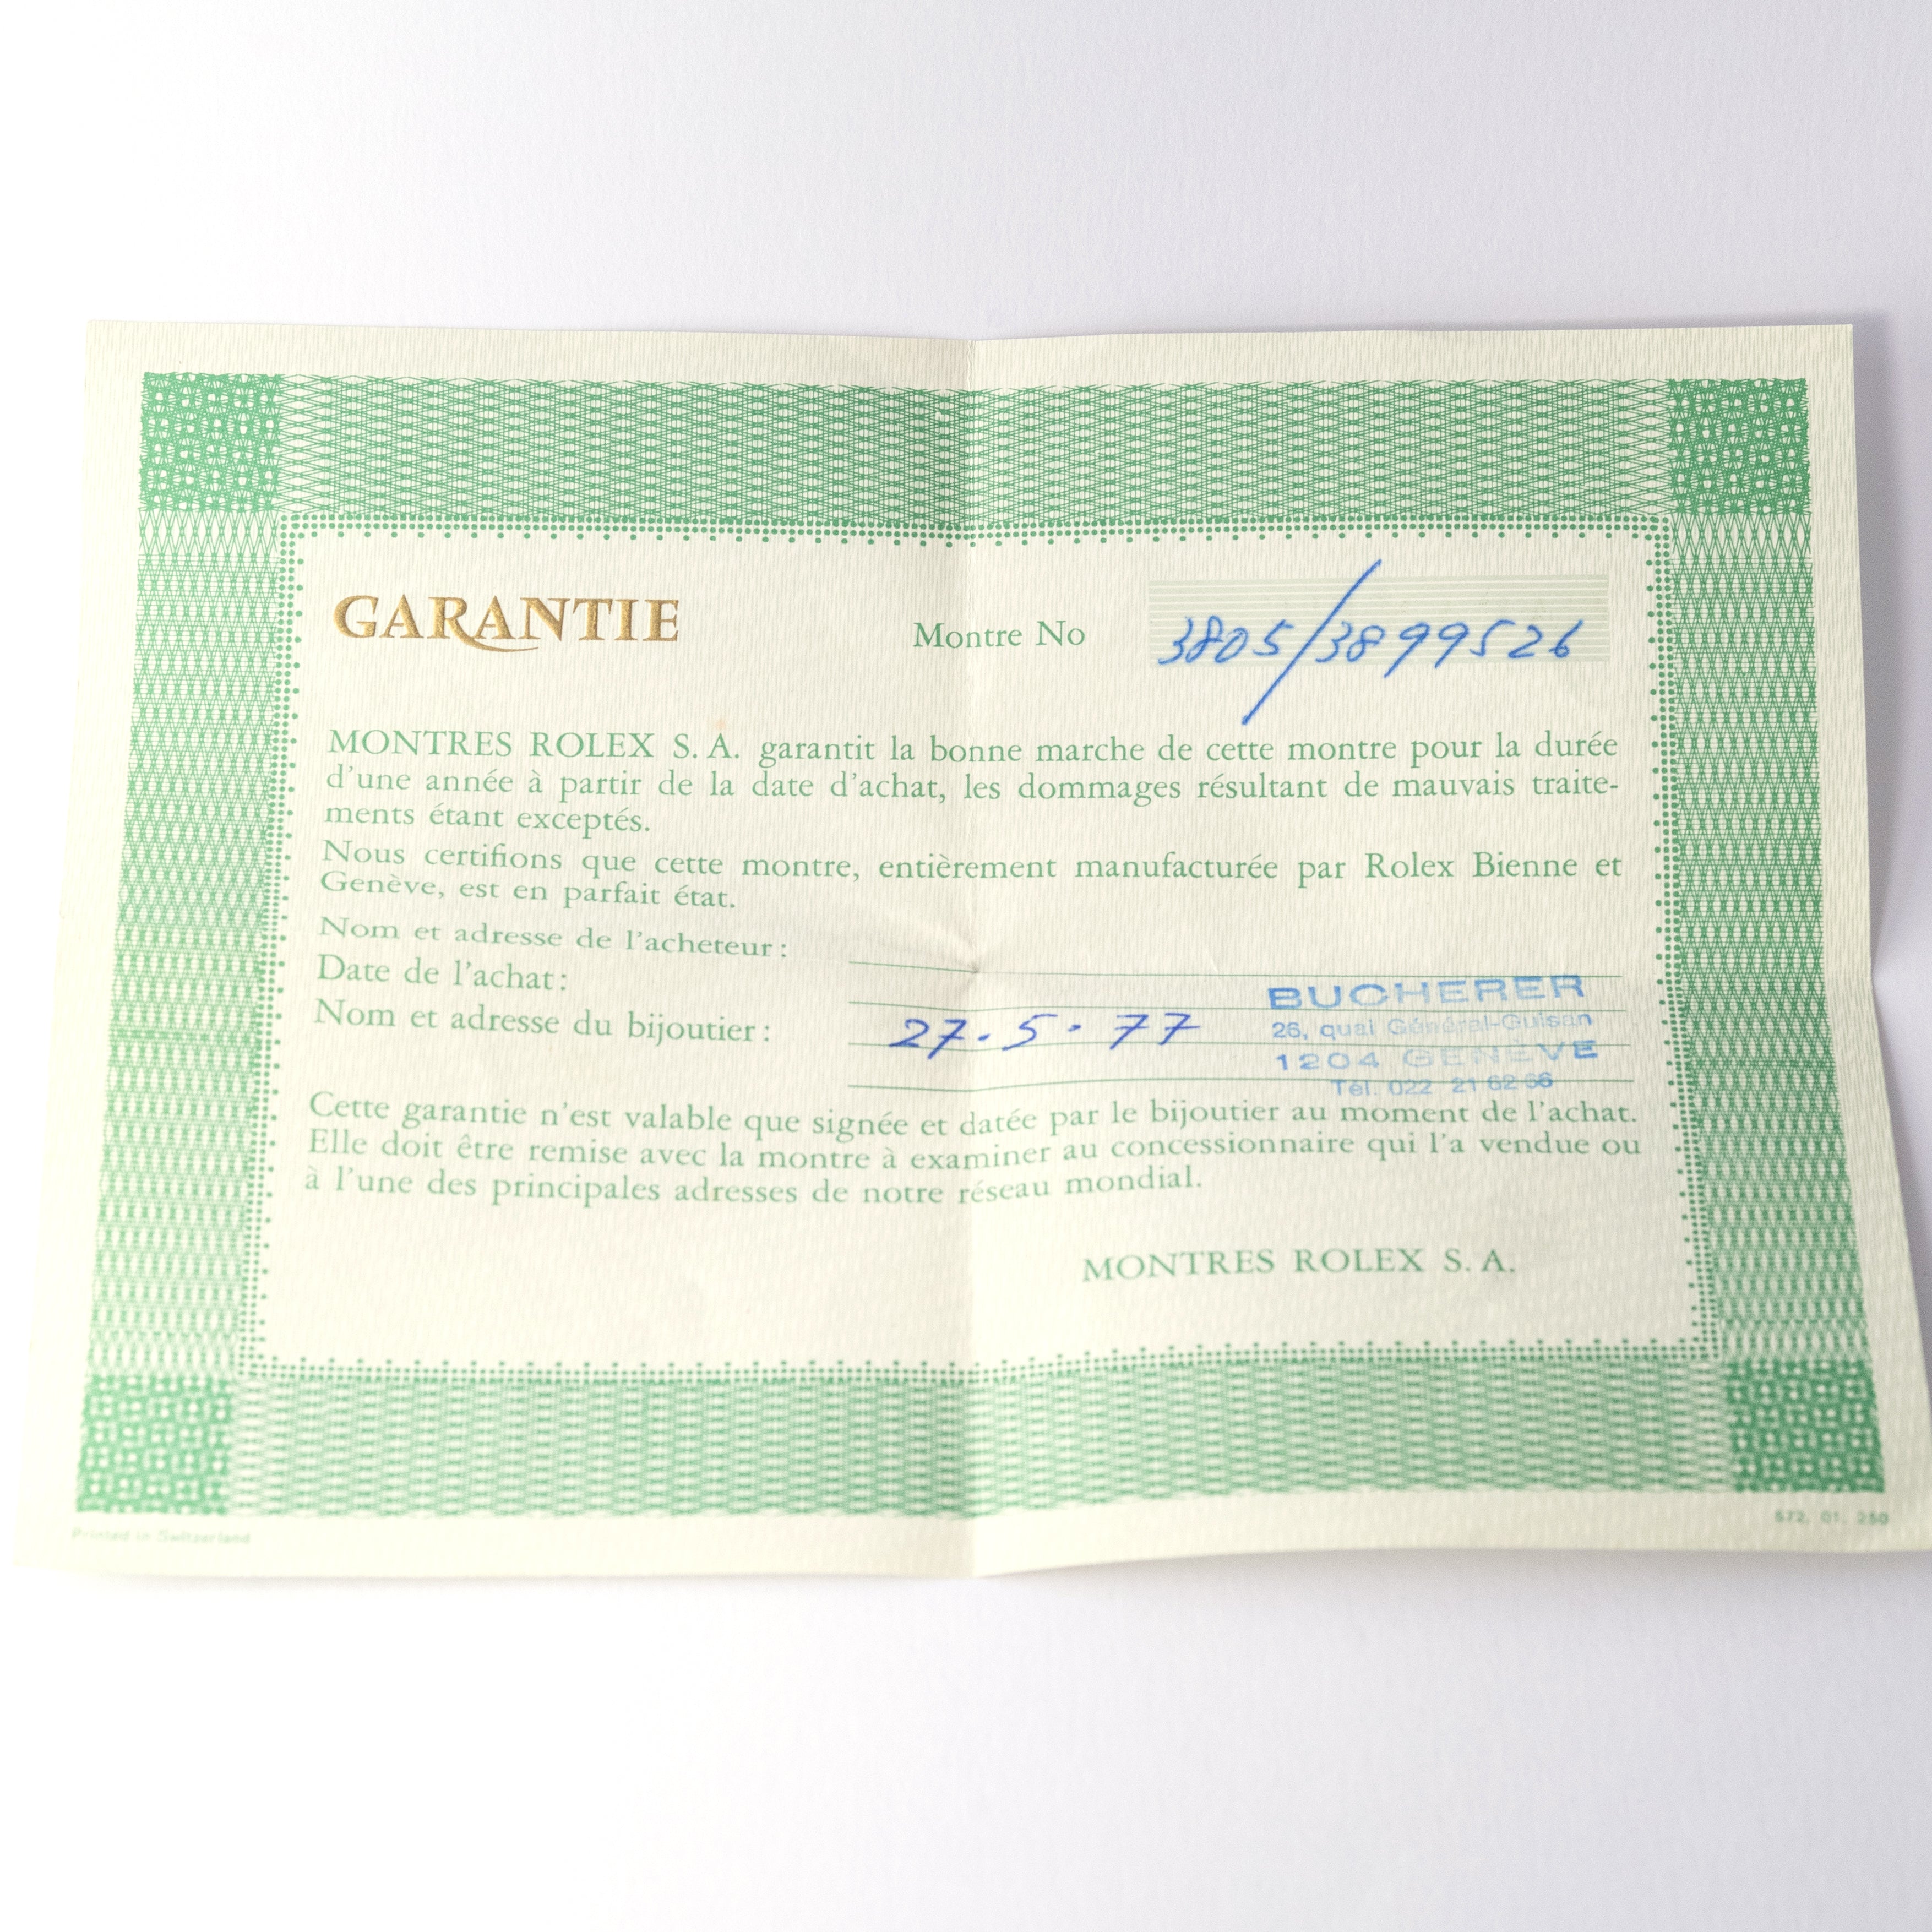 GARANTIE
Montre No 3805/3899526
MONTRES ROLEX S. A. garantit la bonne marche de cette montre pour la durée
d'une année à partir de la date d'achat, les dommages résultant de mauvais traite-
ments étant exceptés.
Nous certifions que cette montre, entièrement manufacturée par Rolex Bienne et
Genève, est en parfait état.
Nom et adresse de l'acheteur :
Date de l'achat :
Nom et adresse du bijoutier :
27.5.77
BUCHERER
26, quai Général-Guisan
1204 GENÈVE
Tél. 022 21 62 66
Cette garantie n'est valable que signée et datée par le bijoutier au moment de l'achat.
Elle doit être remise avec la montre à examiner au concessionnaire qui l'a vendue ou
à l'une des principales adresses de notre réseau mondial.
MONTRES ROLEX S. A.
Printed in Switzerland
572. 01. 250